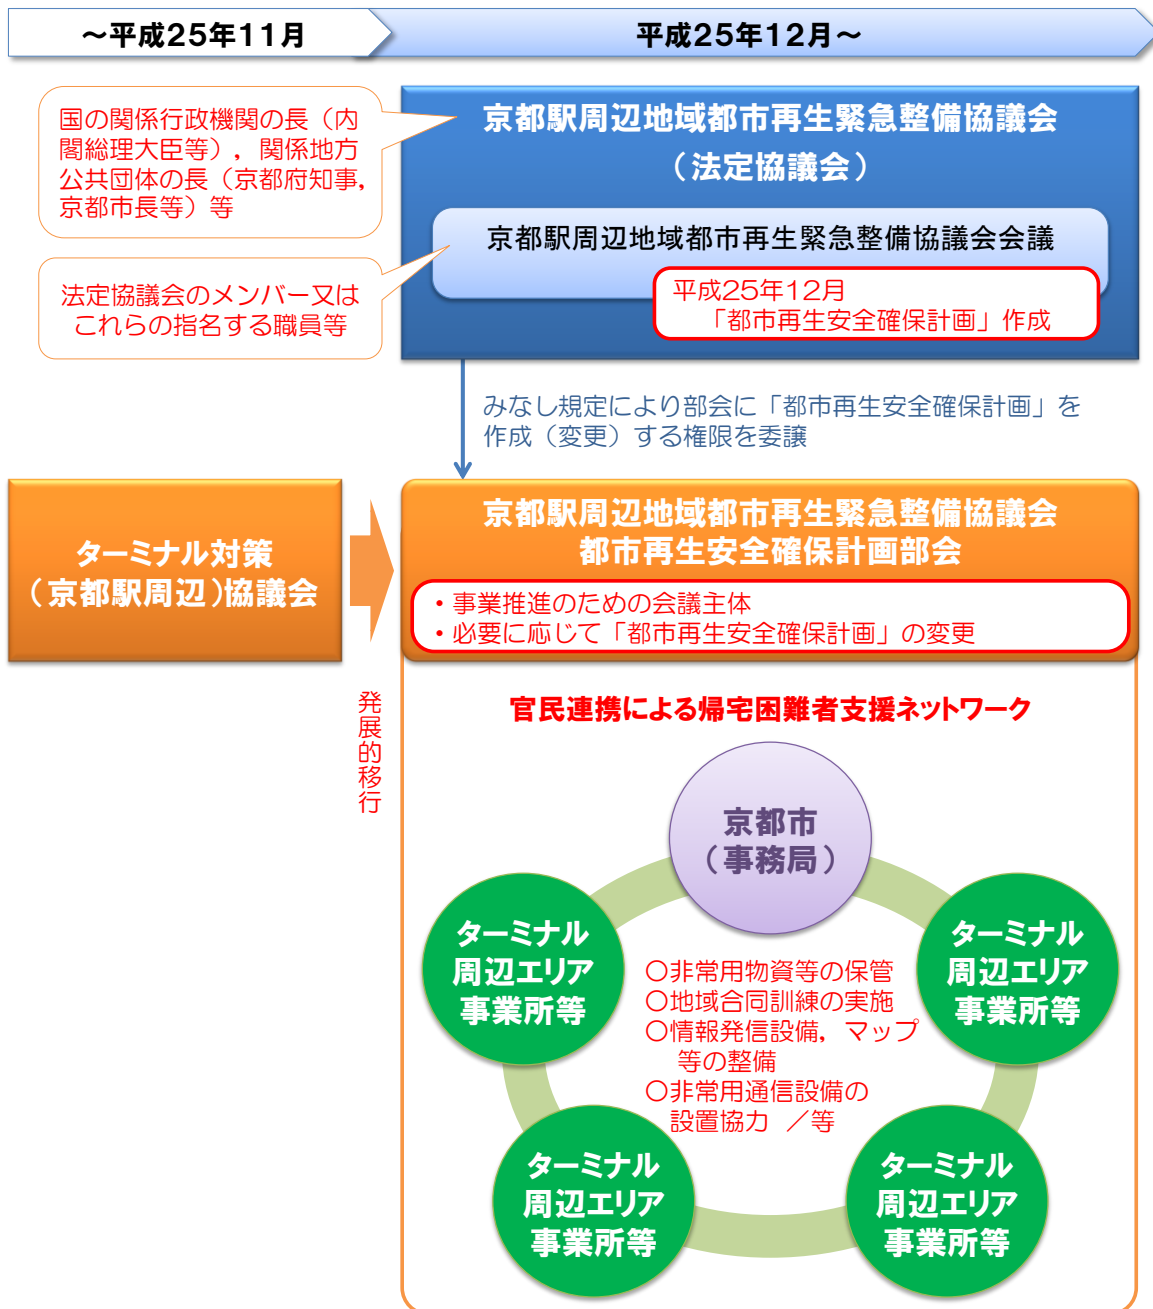 ～平成25年11月
平成25年12月～
国の関係行政機関の長（内
閣総理大臣等），関係地方
公共団体の長（京都府知事，
京都市長等）等
京都駅周辺地域都市再生緊急整備協議会
（法定協議会）
京都駅周辺地域都市再生緊急整備協議会会議
法定協議会のメンバー又は
これらの指名する職員等
平成25年12月
「都市再生安全確保計画」作成
みなし規定により部会に「都市再生安全確保計画」を
作成（変更）する権限を委譲
ターミナル対策
（京都駅周辺）協議会
京都駅周辺地域都市再生緊急整備協議会
都市再生安全確保計画部会
・事業推進のための会議主体
・必要に応じて「都市再生安全確保計画」の変更
発展的移行
官民連携による帰宅困難者支援ネットワーク
京都市
（事務局）
ターミナル
周辺エリア
事業所等
ターミナル
周辺エリア
事業所等
○非常用物資等の保管
○地域合同訓練の実施
○情報発信設備，マップ
等の整備
○非常用通信設備の
設置協力　／等
ターミナル
周辺エリア
事業所等
ターミナル
周辺エリア
事業所等